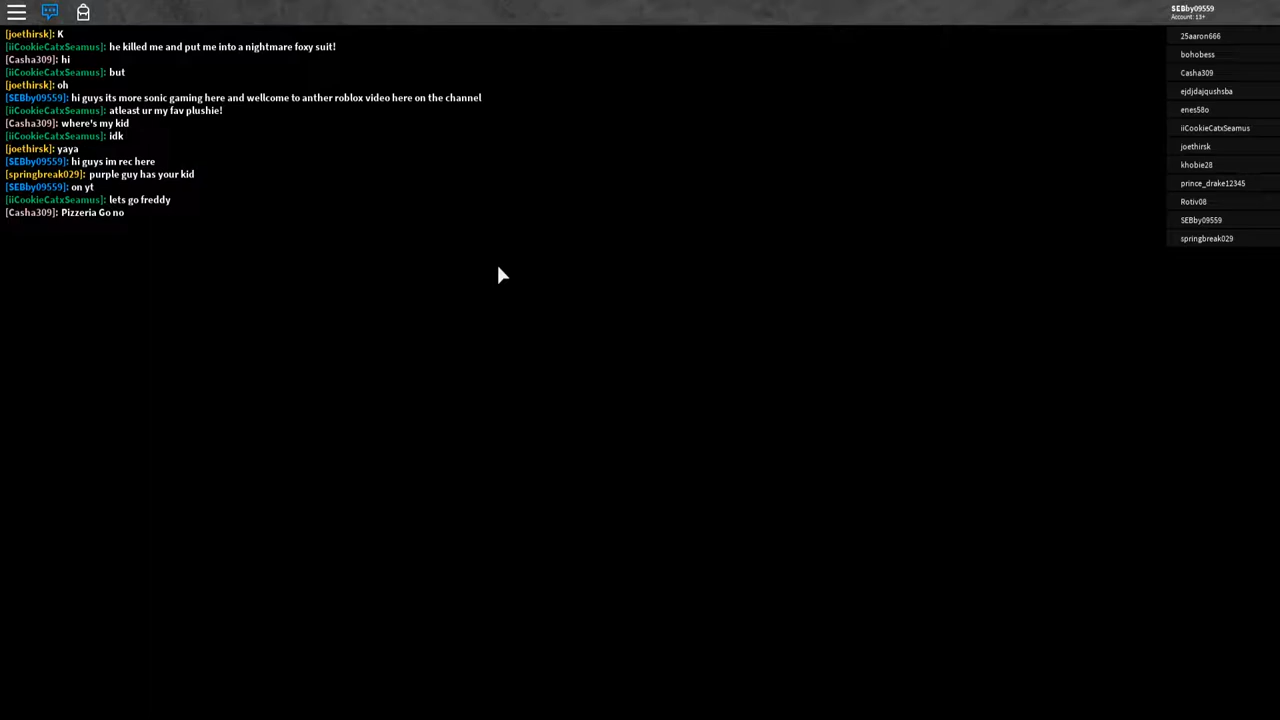 SEBby09559
Account: 13+
[joethirsk]: K
[iiCookieCatxSeamus]: he killed me and put me into a nightmare foxy suit!
[Casha309]: hi
[iiCookieCatxSeamus]: but
[joethirsk]: oh
[SEBby09559]: hi guys its more sonic gaming here and wellcome to anther roblox video here on the channel
[iiCookieCatxSeamus]: atleast ur my fav plushie!
[Casha309]: where's my kid
[iiCookieCatxSeamus]: idk
[joethirsk]: yaya
[SEBby09559]: hi guys im rec here
[springbreak029]: purple guy has your kid
[SEBby09559]: on yt
[iiCookieCatxSeamus]: lets go freddy
[Casha309]: Pizzeria Go no
25aaron666
bohobess
Casha309
ejdjdajqushsba
enes58o
iiCookieCatxSeamus
joethirsk
khobie28
prince_drake12345
Rotiv08
SEBby09559
springbreak029